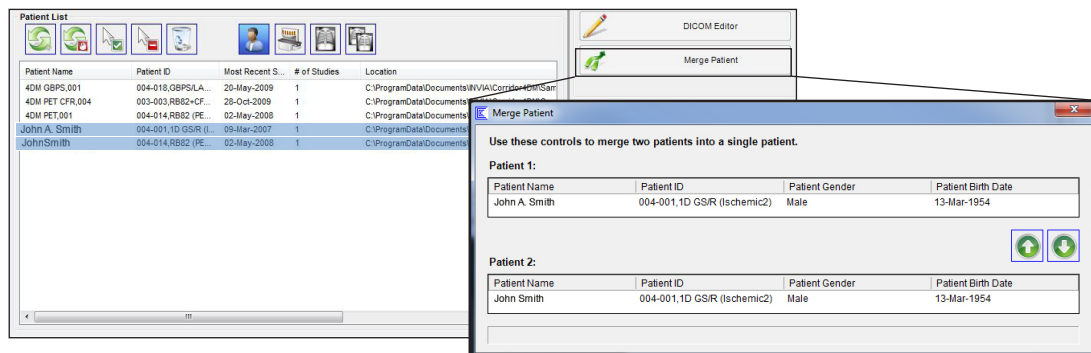 Patient List
DICOM Editor
Merge Patient
Patient Name Patient ID Most Recent S... # of Studies Location
4DM GBPS,001 004-018,GBPS/LA... 20-May-2009 1 C:\ProgramData\Documents\INVIA\Corridor4DM\Sam
4DM PET CFR,004 003-003,RB82+CF... 28-Oct-2009 1
4DM PET,001 004-014,RB82 (PE... 02-May-2008 1 C:\ProgramData\Documents\
John A. Smith 004-001,1D GS/R (I... 09-Mar-2007 1 C:\ProgramData\Documents
JohnSmith 004-014,RB82 (PE... 02-May-2008 1 C:\ProgramData\Documents
Merge Patient
Use these controls to merge two patients into a single patient.
Patient 1:
Patient Name Patient ID Patient Gender Patient Birth Date
John A. Smith 004-001,1D GS/R (Ischemic2) Male 13-Mar-1954
Patient 2:
Patient Name Patient ID Patient Gender Patient Birth Date
John Smith 004-001,1D GS/R (Ischemic2) Male 13-Mar-1954